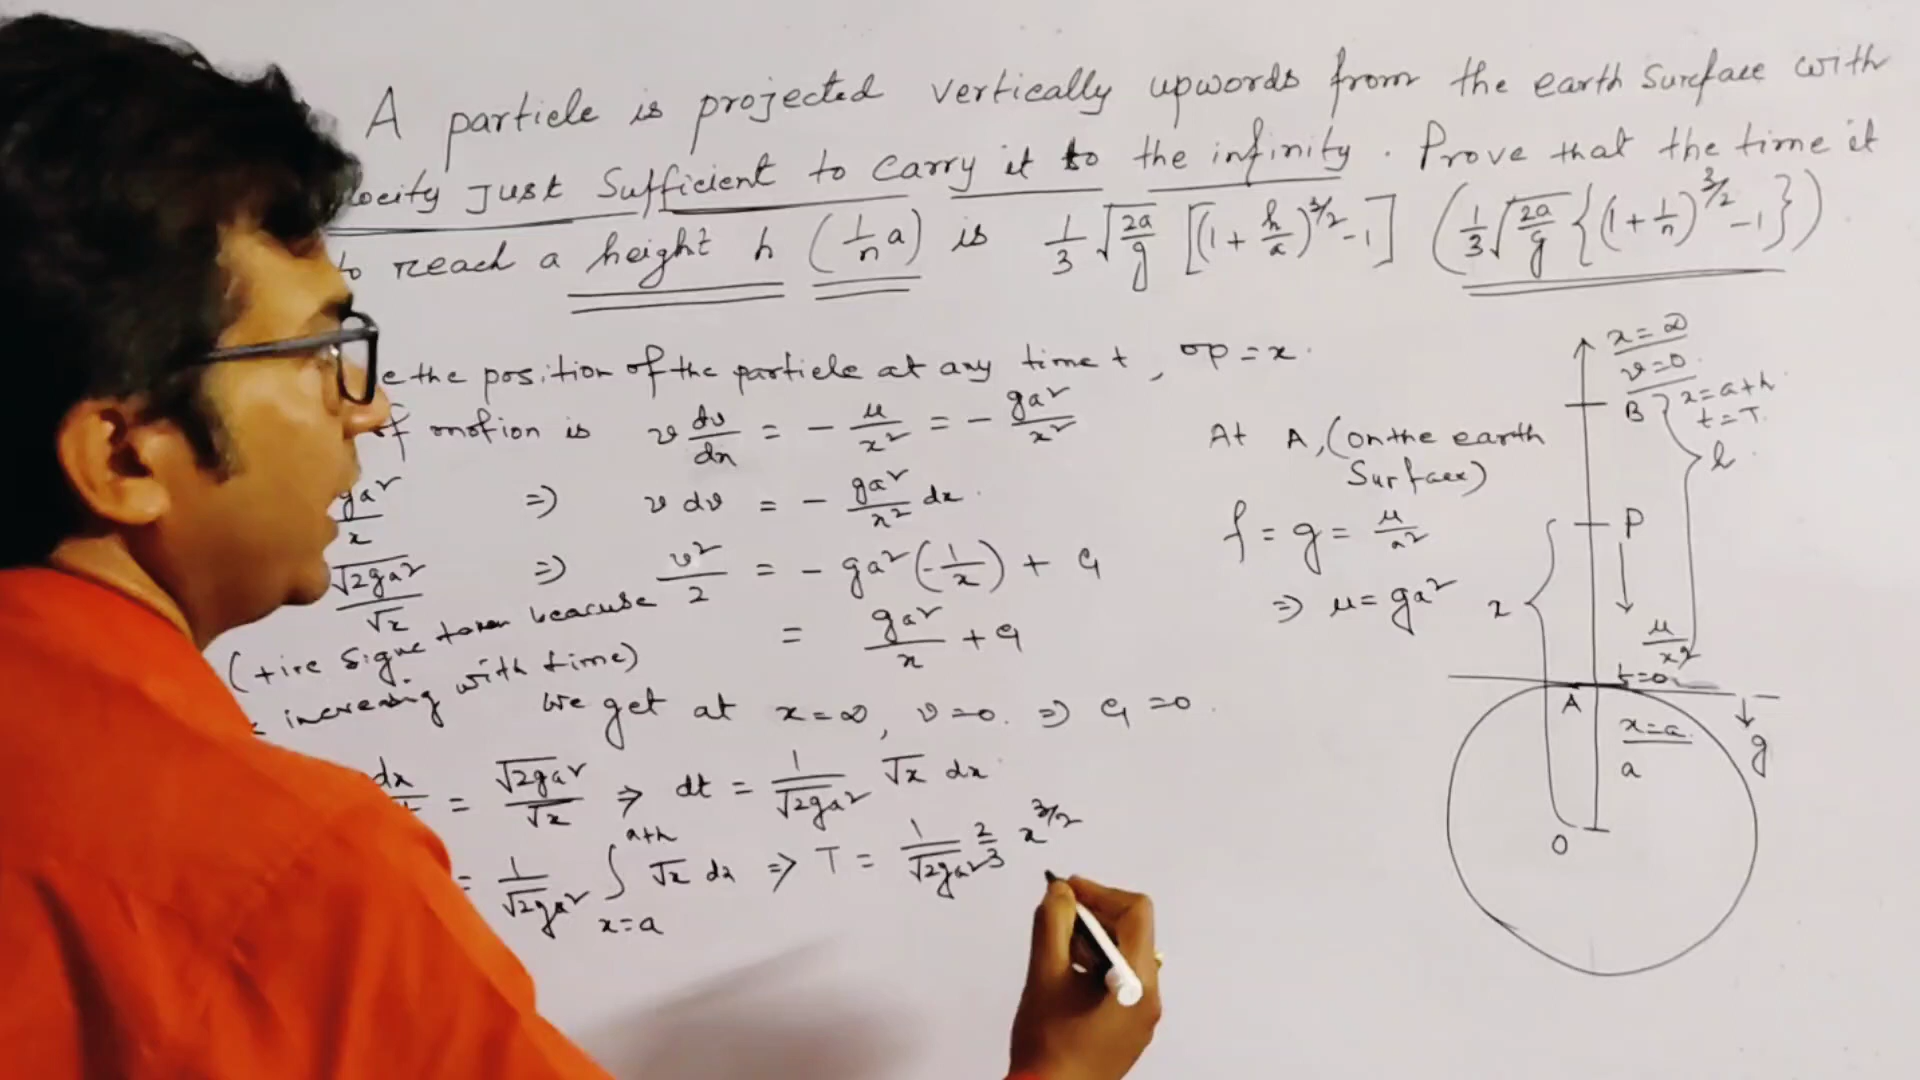 A particle is projected vertically upwords from the earth surface with
locity Just Sufficient to carry it to the infinity. Prove that the time it
to reach a height h (1/n a) is 1/3 √(2a/g) [(1 + h/a)^3/2 - 1] (1/3 √(2a/g) {(1 + 1/n)^3/2 - 1})
e the position of the particle at any time t, OP = x.
of motion is v dv/dx = - μ/x² = - ga²/x²
ga²/x ⇒ v dv = - ga²/x² dx.
√2ga²/√x ⇒ v²/2 = - ga² (-1/x) + c₁
= ga²/x + c₁
(+ive signe taken beacuse
increasing with time)
We get at x = ∞, v = 0. ⇒ c₁ = 0.
dx = √2ga²/√x ⇒ dt = 1/√2ga² √x dx.
= 1/√2ga² ∫ x=a a+h √x dx ⇒ T = 1/√2ga² 2/3 x^3/2
At A, (on the earth
Surface)
f = g = μ/a²
⇒ μ = ga²
x = ∞
v = 0.
B x = a + h.
t = T.
h
P
x
μ/x²
t = 0
A
x = a.
g
a
O